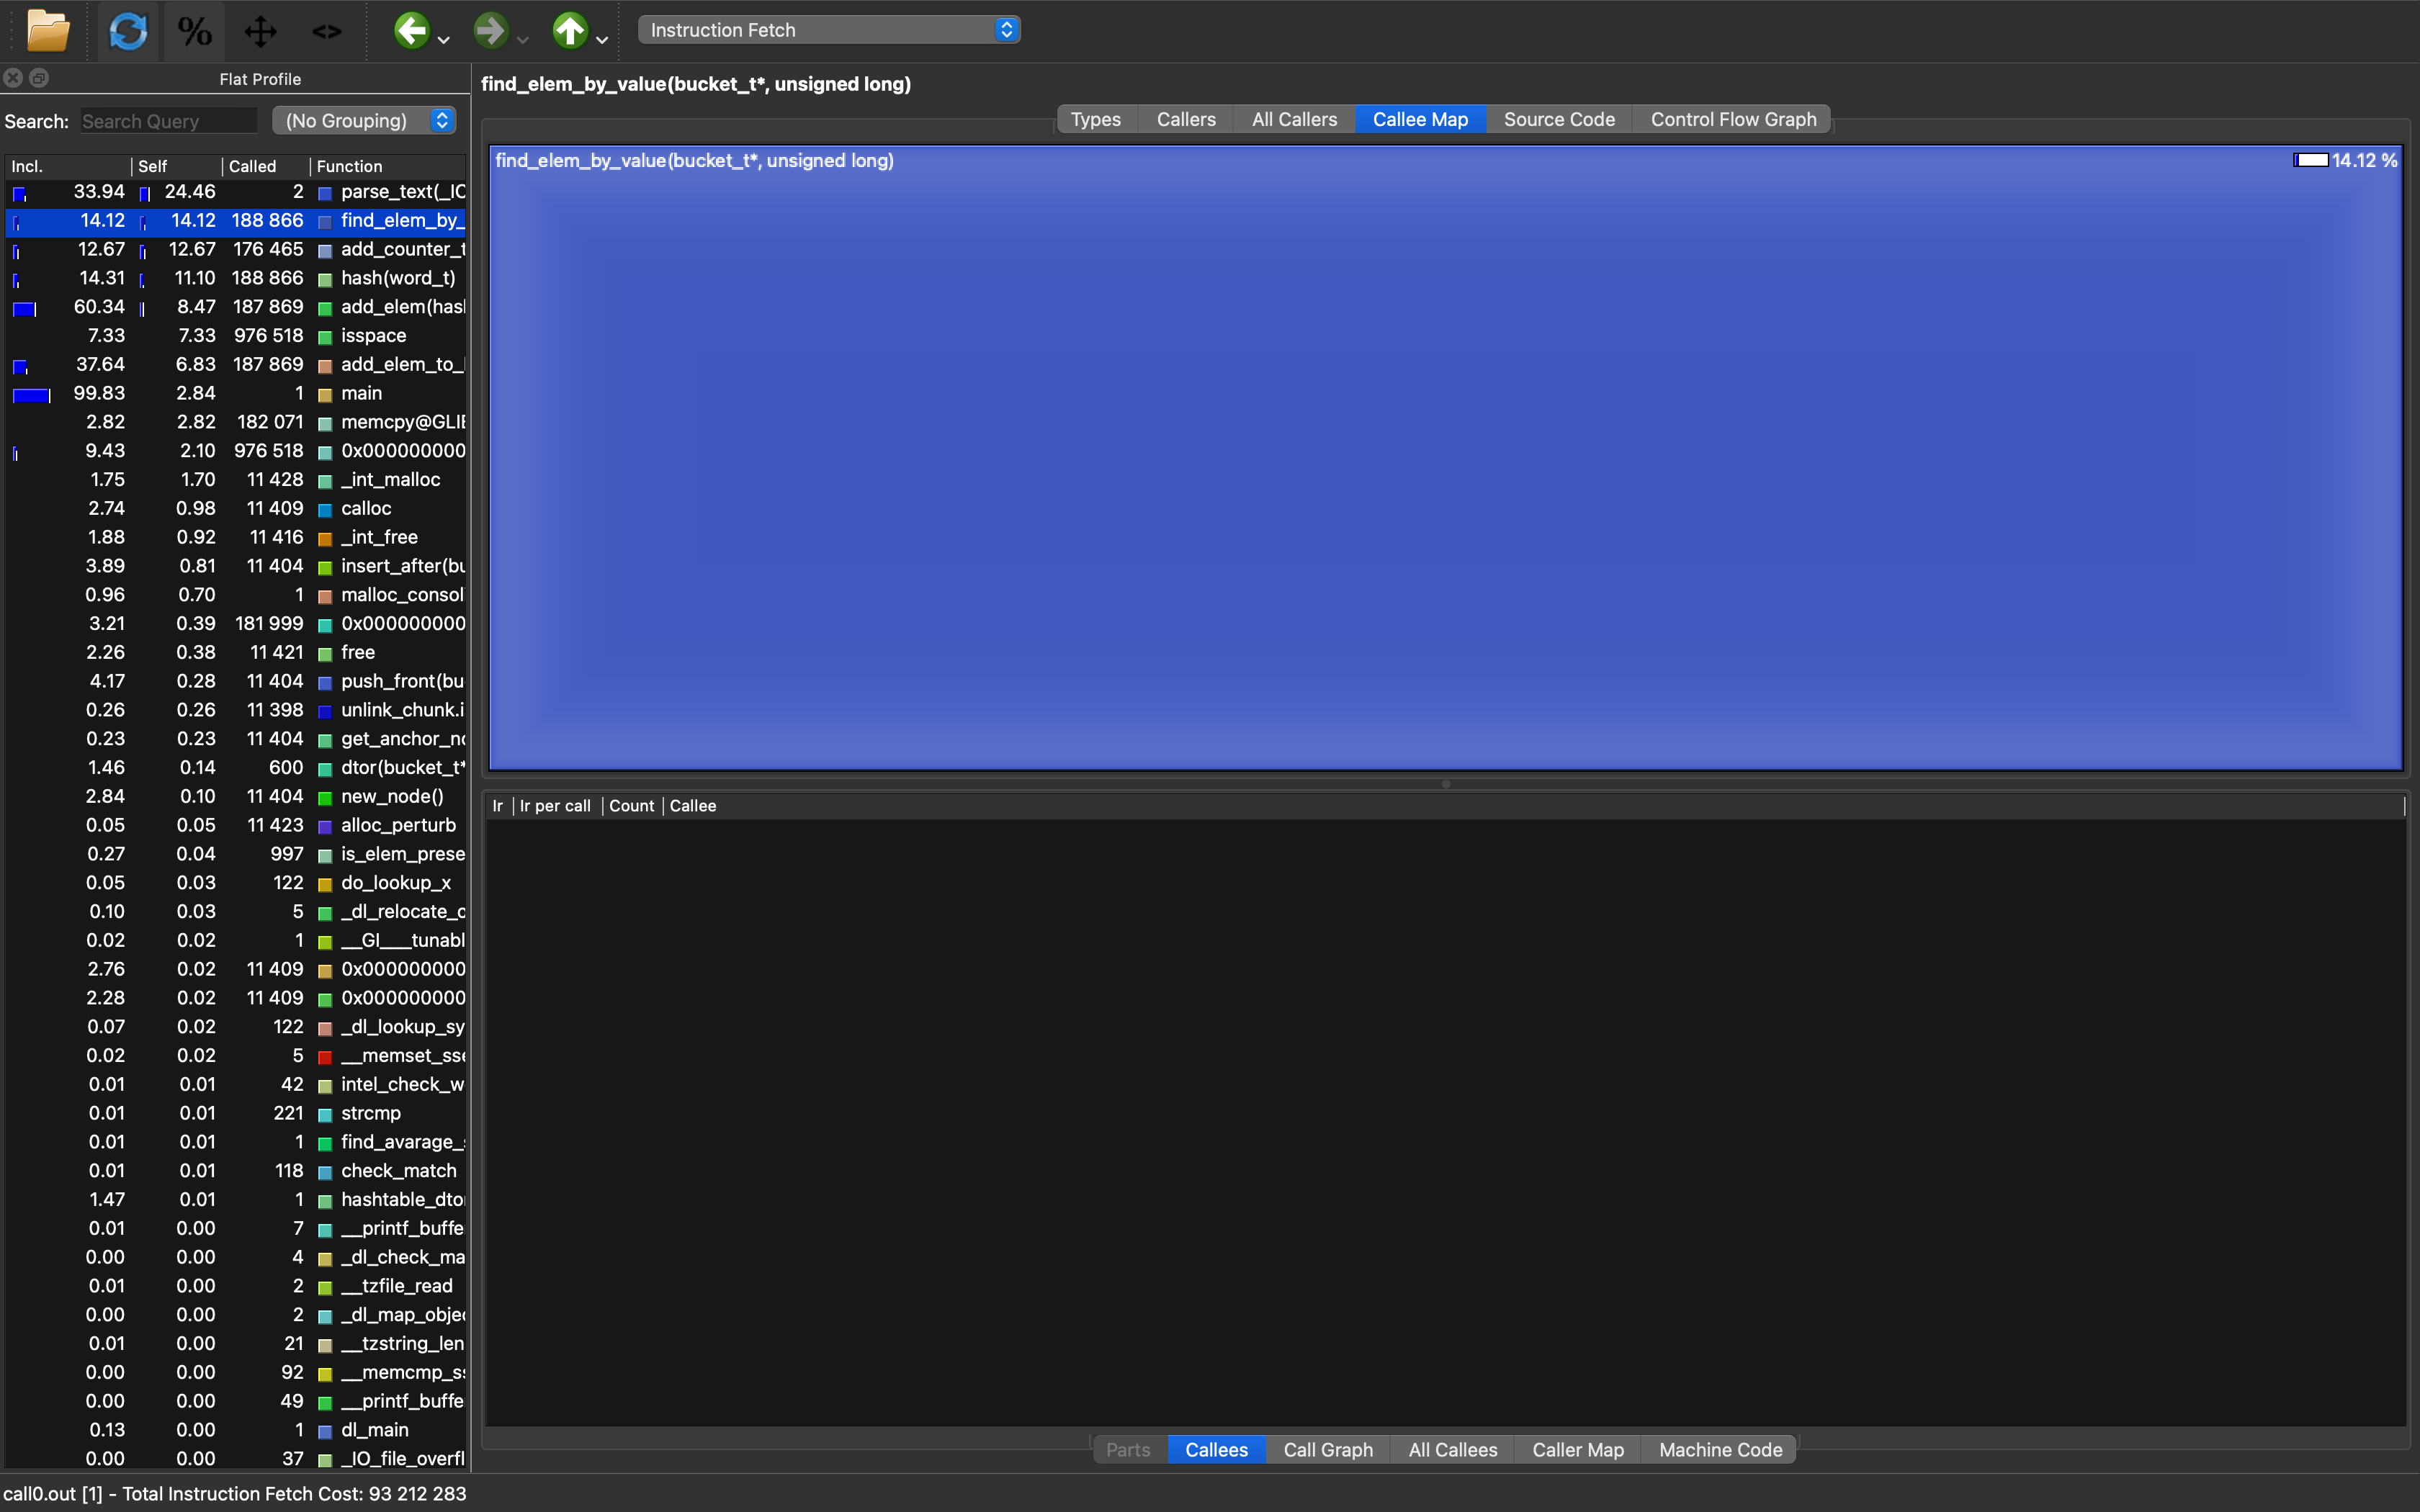 Instruction Fetch
Flat Profile
find_elem_by_value(bucket_t*, unsigned long)
Search: Search Query (No Grouping)
Types Callers All Callers Callee Map Source Code Control Flow Graph
find_elem_by_value(bucket_t*, unsigned long) 14.12 %
Incl. Self Called Function
33.94 24.46 2 parse_text(_IO
14.12 14.12 188 866 find_elem_by_
12.67 12.67 176 465 add_counter_t
14.31 11.10 188 866 hash(word_t)
60.34 8.47 187 869 add_elem(hasl
7.33 7.33 976 518 isspace
37.64 6.83 187 869 add_elem_to_l
99.83 2.84 1 main
2.82 2.82 182 071 memcpy@GLIB
9.43 2.10 976 518 0x000000000
1.75 1.70 11 428 _int_malloc
2.74 0.98 11 409 calloc
1.88 0.92 11 416 _int_free
3.89 0.81 11 404 insert_after(bu
0.96 0.70 1 malloc_consol
3.21 0.39 181 999 0x000000000
2.26 0.38 11 421 free
4.17 0.28 11 404 push_front(bu
0.26 0.26 11 398 unlink_chunk.i
0.23 0.23 11 404 get_anchor_no
1.46 0.14 600 dtor(bucket_t*
2.84 0.10 11 404 new_node()
0.05 0.05 11 423 alloc_perturb
0.27 0.04 997 is_elem_prese
0.05 0.03 122 do_lookup_x
0.10 0.03 5 _dl_relocate_o
0.02 0.02 1 __GI___tunabl
2.76 0.02 11 409 0x000000000
2.28 0.02 11 409 0x000000000
0.07 0.02 122 _dl_lookup_sy
0.02 0.02 5 __memset_sse
0.01 0.01 42 intel_check_w
0.01 0.01 221 strcmp
0.01 0.01 1 find_avarage_s
0.01 0.01 118 check_match
1.47 0.01 1 hashtable_dtor
0.01 0.00 7 __printf_buffe
0.00 0.00 4 _dl_check_ma
0.01 0.00 2 __tzfile_read
0.00 0.00 2 _dl_map_objec
0.01 0.00 21 __tzstring_len
0.00 0.00 92 __memcmp_ss
0.00 0.00 49 __printf_buffe
0.13 0.00 1 dl_main
0.00 0.00 37 _IO_file_overfl
Ir Ir per call Count Callee
Parts Callees Call Graph All Callees Caller Map Machine Code
call0.out [1] - Total Instruction Fetch Cost: 93 212 283